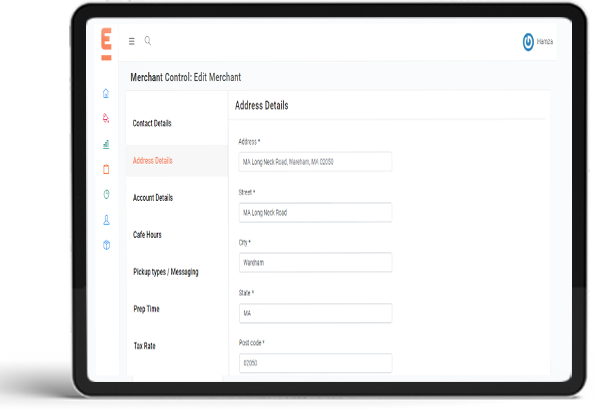 E
Hamza
Merchant Control: Edit Merchant
Contact Details
Address Details
Account Details
Cafe Hours
Pickup types / Messaging
Prep Time
Tax Rate
Address Details
Address *
MA Long Neck Road, Wareham, MA 02050
Street *
MA Long Neck Road
City *
Wareham
State *
MA
Post code *
02050